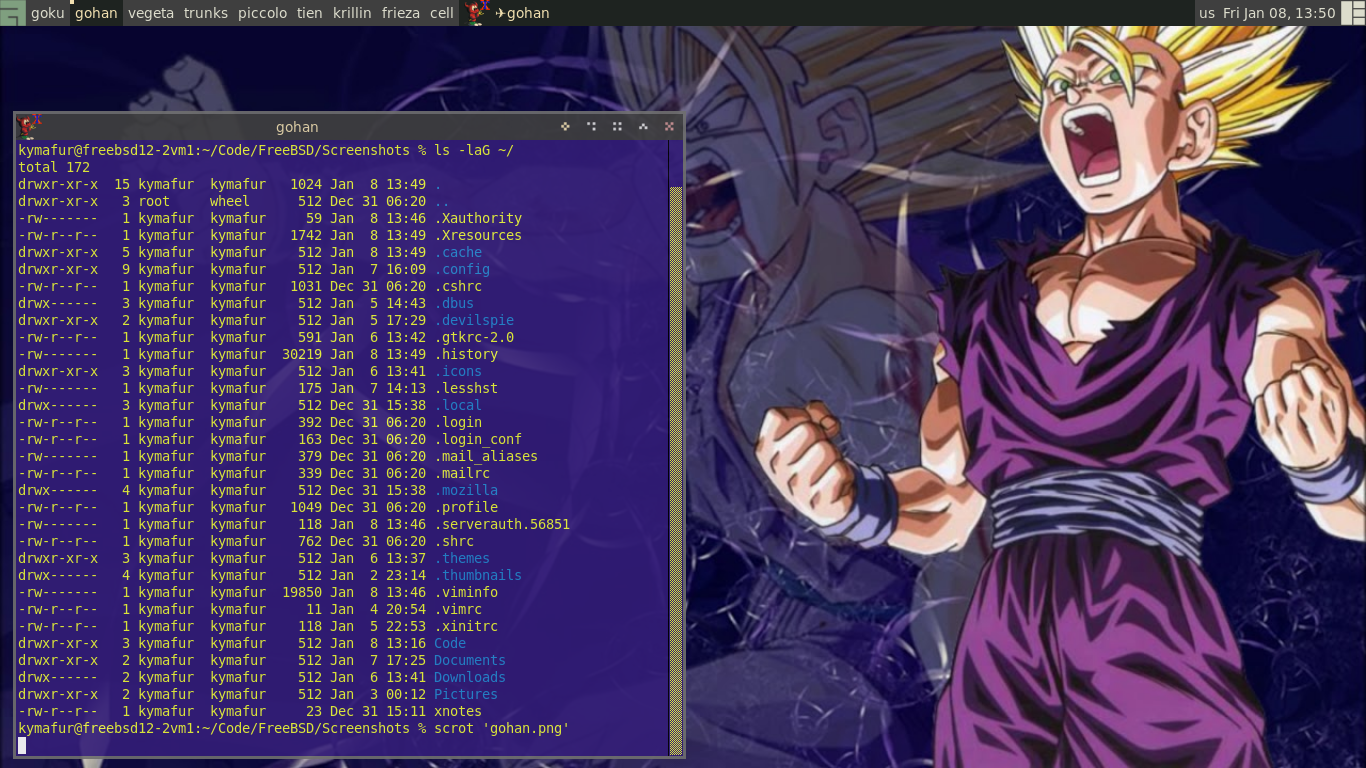 goku gohan vegeta trunks piccolo tien krillin frieza cell ✈gohan us Fri Jan 08, 13:50
gohan
kymafur@freebsd12-2vm1:~/Code/FreeBSD/Screenshots % ls -laG ~/
total 172
drwxr-xr-x  15 kymafur  kymafur   1024 Jan  8 13:49 .
drwxr-xr-x   3 root     wheel      512 Dec 31 06:20 ..
-rw-------   1 kymafur  kymafur     59 Jan  8 13:46 .Xauthority
-rw-r--r--   1 kymafur  kymafur   1742 Jan  8 13:49 .Xresources
drwxr-xr-x   5 kymafur  kymafur    512 Jan  8 13:49 .cache
drwxr-xr-x   9 kymafur  kymafur    512 Jan  7 16:09 .config
-rw-r--r--   1 kymafur  kymafur   1031 Dec 31 06:20 .cshrc
drwx------   3 kymafur  kymafur    512 Jan  5 14:43 .dbus
drwxr-xr-x   2 kymafur  kymafur    512 Jan  5 17:29 .devilspie
-rw-r--r--   1 kymafur  kymafur    591 Jan  6 13:42 .gtkrc-2.0
-rw-------   1 kymafur  kymafur  30219 Jan  8 13:49 .history
drwxr-xr-x   3 kymafur  kymafur    512 Jan  6 13:41 .icons
-rw-------   1 kymafur  kymafur    175 Jan  7 14:13 .lesshst
drwx------   3 kymafur  kymafur    512 Dec 31 15:38 .local
-rw-r--r--   1 kymafur  kymafur    392 Dec 31 06:20 .login
-rw-r--r--   1 kymafur  kymafur    163 Dec 31 06:20 .login_conf
-rw-------   1 kymafur  kymafur    379 Dec 31 06:20 .mail_aliases
-rw-r--r--   1 kymafur  kymafur    339 Dec 31 06:20 .mailrc
drwx------   4 kymafur  kymafur    512 Dec 31 15:38 .mozilla
-rw-r--r--   1 kymafur  kymafur   1049 Dec 31 06:20 .profile
-rw-------   1 kymafur  kymafur    118 Jan  8 13:46 .serverauth.56851
-rw-r--r--   1 kymafur  kymafur    762 Dec 31 06:20 .shrc
drwxr-xr-x   3 kymafur  kymafur    512 Jan  6 13:37 .themes
drwx------   4 kymafur  kymafur    512 Jan  2 23:14 .thumbnails
-rw-------   1 kymafur  kymafur  19850 Jan  8 13:46 .viminfo
-rw-r--r--   1 kymafur  kymafur     11 Jan  4 20:54 .vimrc
-rw-r--r--   1 kymafur  kymafur    118 Jan  5 22:53 .xinitrc
drwxr-xr-x   3 kymafur  kymafur    512 Jan  8 13:16 Code
drwxr-xr-x   2 kymafur  kymafur    512 Jan  7 17:25 Documents
drwx------   2 kymafur  kymafur    512 Jan  6 13:41 Downloads
drwxr-xr-x   2 kymafur  kymafur    512 Jan  3 00:12 Pictures
-rw-r--r--   1 kymafur  kymafur     23 Dec 31 15:11 xnotes
kymafur@freebsd12-2vm1:~/Code/FreeBSD/Screenshots % scrot 'gohan.png'